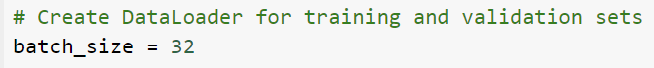 # Create DataLoader for training and validation sets
batch_size = 32